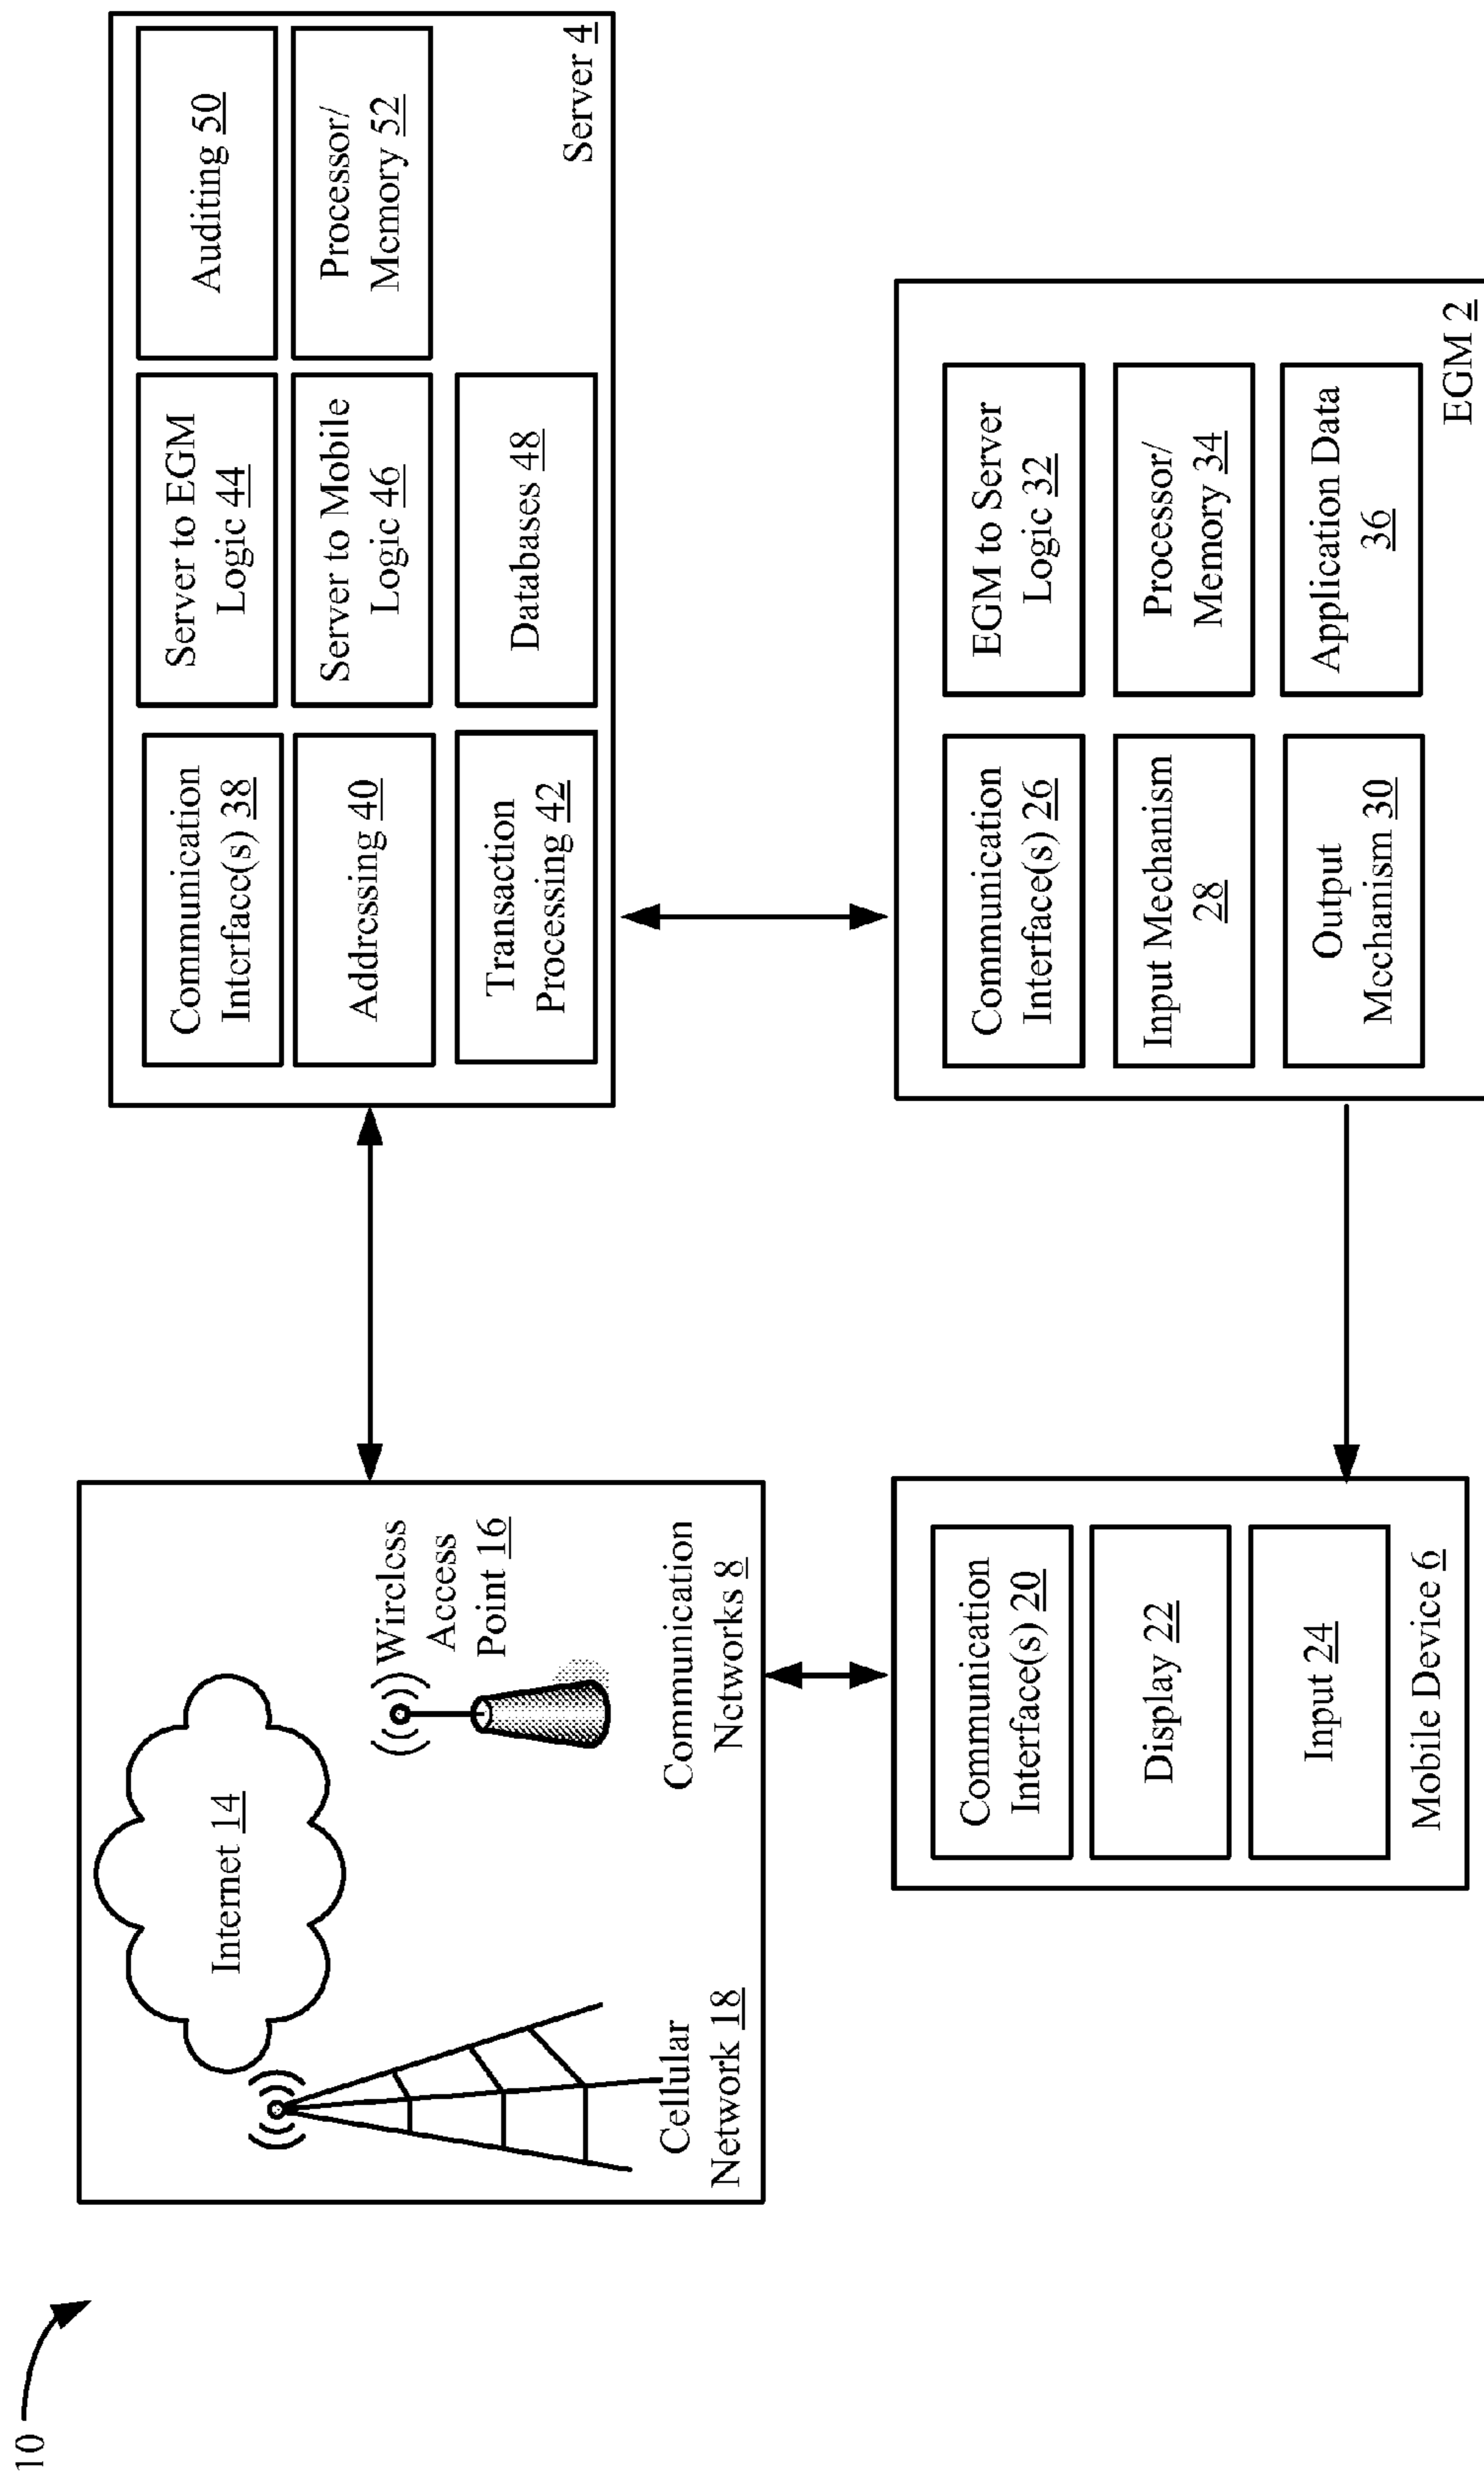 10
Internet 14
Wireless
Access
Point 16
Cellular
Network 18
Communication
Networks 8
Communication
Interface(s) 38
Server to EGM
Logic 44
Auditing 50
Addressing 40
Server to Mobile
Logic 46
Processor/
Memory 52
Transaction
Processing 42
Databases 48
Server 4
Communication
Interface(s) 20
Display 22
Input 24
Mobile Device 6
Communication
Interface(s) 26
EGM to Server
Logic 32
Input Mechanism
28
Processor/
Memory 34
Output
Mechanism 30
Application Data
36
EGM 2